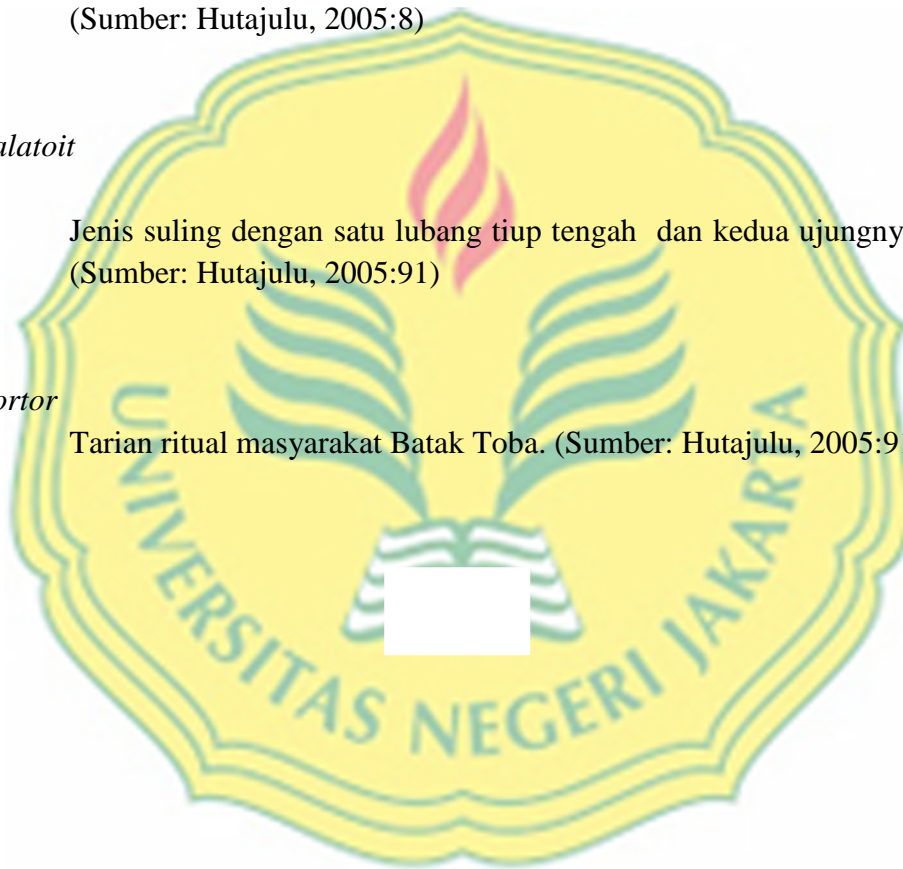 (Sumber: Hutajulu, 2005:8)
alatoit
Jenis suling dengan satu lubang tiup tengah dan kedua ujungny
(Sumber: Hutajulu, 2005:91)
ortor
Tarian ritual masyarakat Batak Toba. (Sumber: Hutajulu, 2005:9
UNIVERSITAS NEGERI JAKARTA